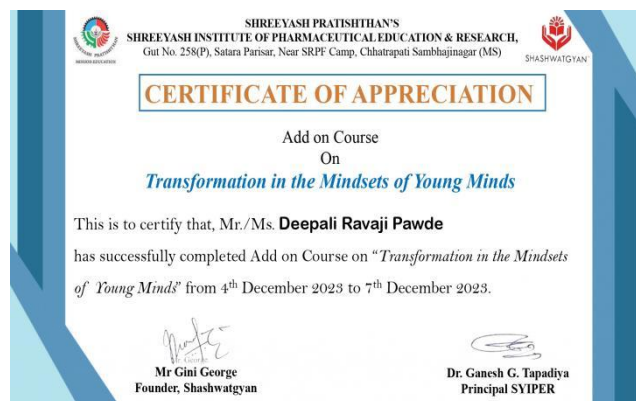 SHREEYASH PRATISHTHAN'S
SHREEYASH INSTITUTE OF PHARMACEUTICAL EDUCATION & RESEARCH,
Gut No. 258(P), Satara Parisar, Near SRPF Camp, Chhatrapati Sambhajinagar (MS)
SHASHWATGYAN
CERTIFICATE OF APPRECIATION
Add on Course
On
Transformation in the Mindsets of Young Minds
This is to certify that, Mr./Ms. Deepali Ravaji Pawde
has successfully completed Add on Course on "Transformation in the Mindsets
of Young Minds" from 4th December 2023 to 7th December 2023.
Mr Gini George
Founder, Shashwatgyan
Dr. Ganesh G. Tapadiya
Principal SYIPER